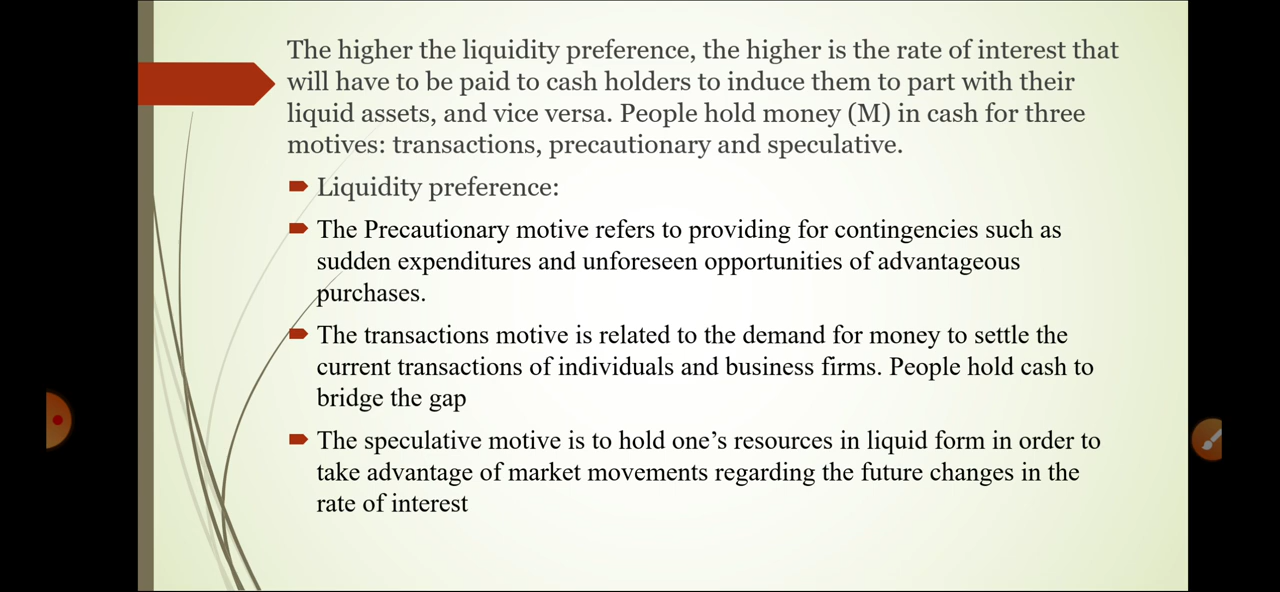 The higher the liquidity preference, the higher is the rate of interest that
will have to be paid to cash holders to induce them to part with their
liquid assets, and vice versa. People hold money (M) in cash for three
motives: transactions, precautionary and speculative.
Liquidity preference:
The Precautionary motive refers to providing for contingencies such as
sudden expenditures and unforeseen opportunities of advantageous
purchases.
The transactions motive is related to the demand for money to settle the
current transactions of individuals and business firms. People hold cash to
bridge the gap
The speculative motive is to hold one’s resources in liquid form in order to
take advantage of market movements regarding the future changes in the
rate of interest